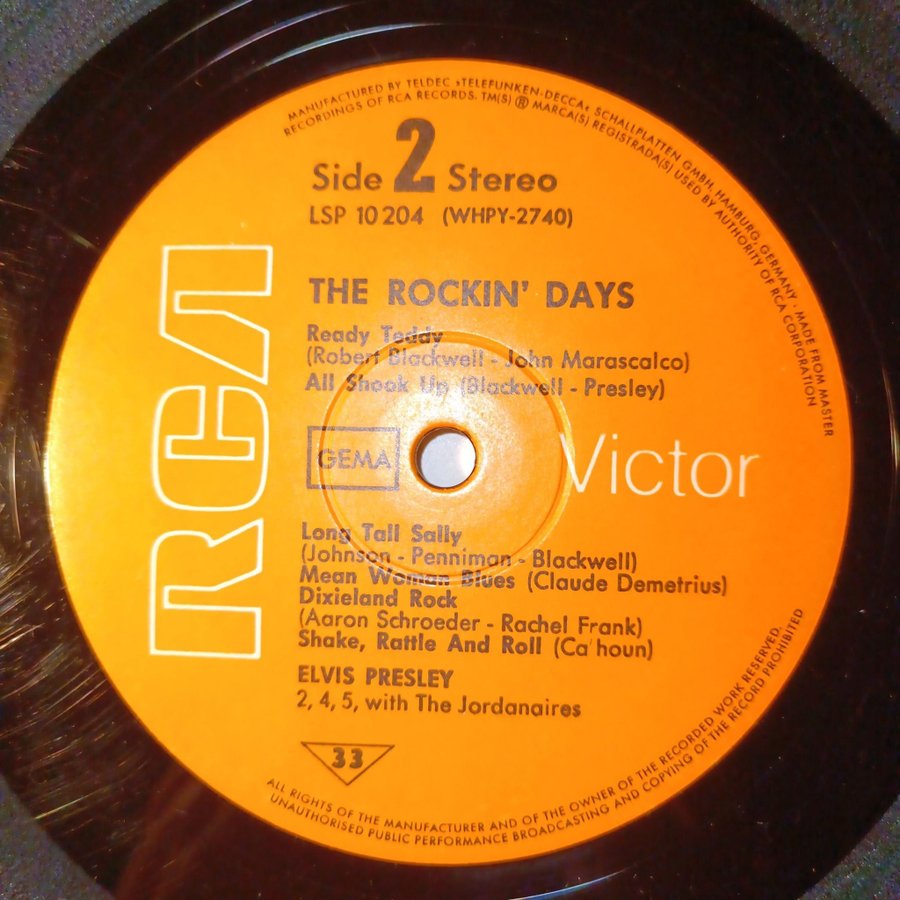 MANUFACTURED BY TELDEC »TELEFUNKEN-DECCA« SCHALLPLATTEN GMBH, HAMBURG, GERMANY · MADE FROM MASTER
RECORDINGS OF RCA RECORDS. TM(S) ® MARCA(S) REGISTRADA(S) USED BY AUTHORITY OF RCA CORPORATION
Side 2 Stereo
LSP 10 204 (WHPY-2740)
RCA
THE ROCKIN' DAYS
Ready Teddy
(Robert Blackwell - John Marascalco)
All Shook Up (Blackwell - Presley)
GEMA
Victor
Long Tall Sally
(Johnson - Penniman - Blackwell)
Mean Woman Blues (Claude Demetrius)
Dixieland Rock
(Aaron Schroeder - Rachel Frank)
Shake, Rattle And Roll (Ca'houn)
ELVIS PRESLEY
2, 4, 5, with The Jordanaires
33
ALL RIGHTS OF THE MANUFACTURER AND OF THE OWNER OF THE RECORDED WORK RESERVED.
UNAUTHORISED PUBLIC PERFORMANCE BROADCASTING AND COPYING OF THE RECORD PROHIBITED